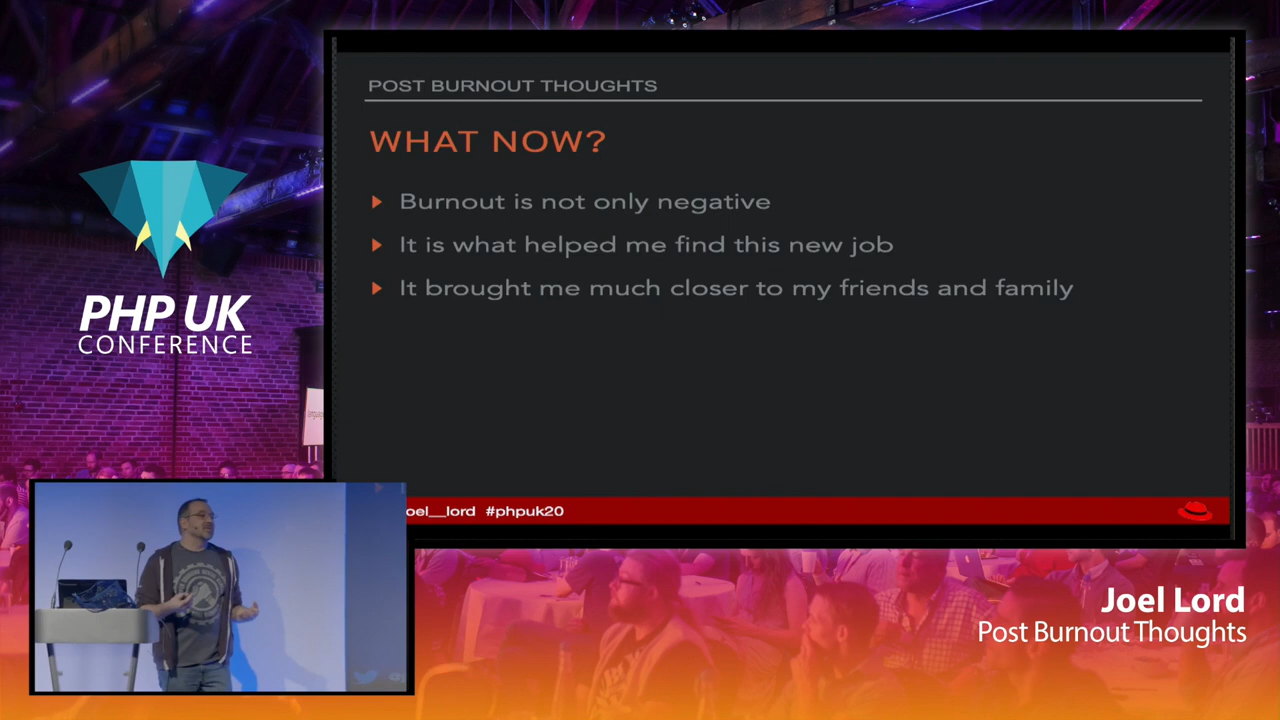 POST BURNOUT THOUGHTS
WHAT NOW?
Burnout is not only negative
It is what helped me find this new job
It brought me much closer to my friends and family
oel__lord #phpuk20
PHP UK
CONFERENCE
Joel Lord
Post Burnout Thoughts